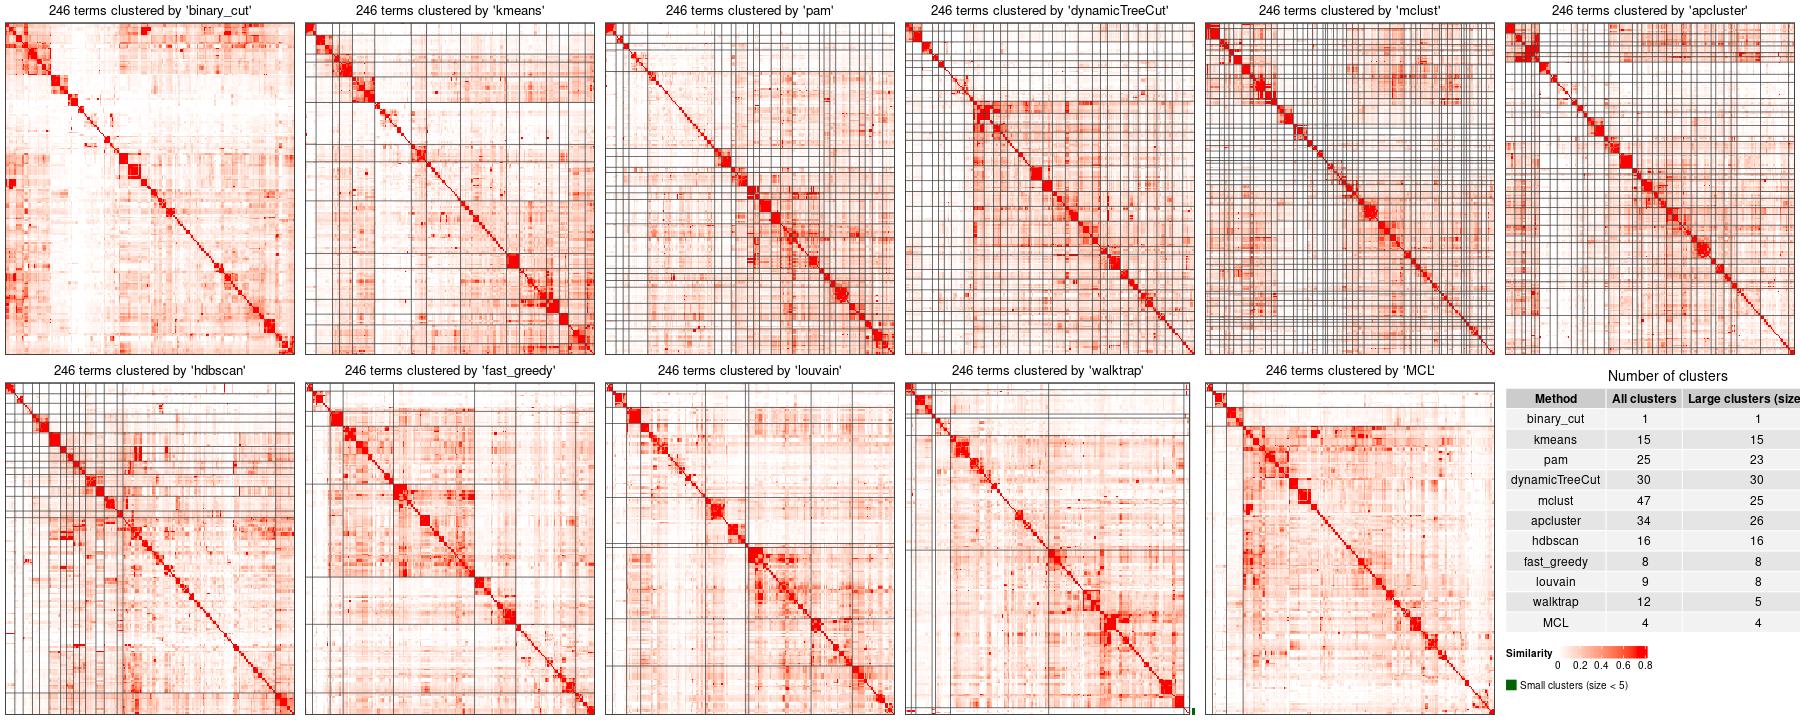 246 terms clustered by 'binary_cut'
246 terms clustered by 'kmeans'
246 terms clustered by 'pam'
246 terms clustered by 'dynamicTreeCut'
246 terms clustered by 'mclust'
246 terms clustered by 'apcluster'
246 terms clustered by 'hdbscan'
246 terms clustered by 'fast_greedy'
246 terms clustered by 'louvain'
246 terms clustered by 'walktrap'
246 terms clustered by 'MCL'
Number of clusters
Method All clusters Large clusters (size
binary_cut 1 1
kmeans 15 15
pam 25 23
dynamicTreeCut 30 30
mclust 47 25
apcluster 34 26
hdbscan 16 16
fast_greedy 8 8
louvain 9 8
walktrap 12 5
MCL 4 4
Similarity
0 0.2 0.4 0.6 0.8
Small clusters (size < 5)